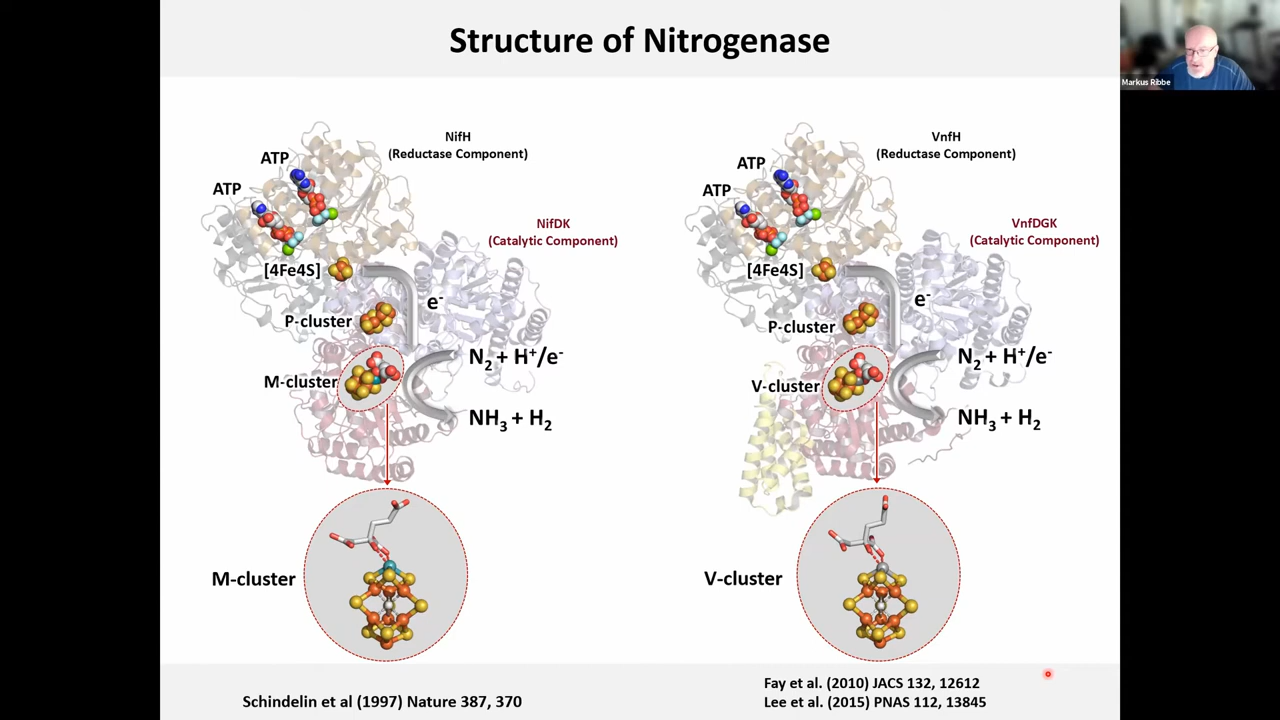 Structure of Nitrogenase
Markus Ribbe
NifH
(Reductase Component)
ATP
ATP
NifDK
(Catalytic Component)
[4Fe4S]
e-
P-cluster
N2 + H+/e-
M-cluster
NH3 + H2
M-cluster
Schindelin et al (1997) Nature 387, 370
VnfH
(Reductase Component)
ATP
ATP
VnfDGK
(Catalytic Component)
[4Fe4S]
e-
P-cluster
N2 + H+/e-
V-cluster
NH3 + H2
V-cluster
Fay et al. (2010) JACS 132, 12612
Lee et al. (2015) PNAS 112, 13845